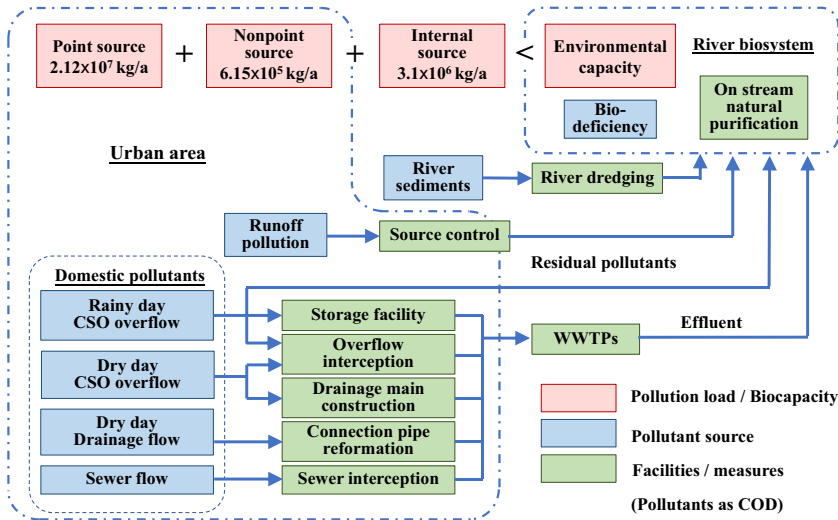 Point source
2.12x10⁷ kg/a
+
Nonpoint
source
6.15x10⁵ kg/a
+
Internal
source
3.1x10⁶ kg/a
<
Environmental
capacity
River biosystem
Bio-
deficiency
On stream
natural
purification
Urban area
River
sediments
River dredging
Runoff
pollution
Source control
Residual pollutants
Domestic pollutants
Rainy day
CSO overflow
Storage facility
Overflow
interception
WWTPs
Effluent
Dry day
CSO overflow
Drainage main
construction
Dry day
Drainage flow
Connection pipe
reformation
Sewer flow
Sewer interception
Pollution load / Biocapacity
Pollutant source
Facilities / measures
(Pollutants as COD)